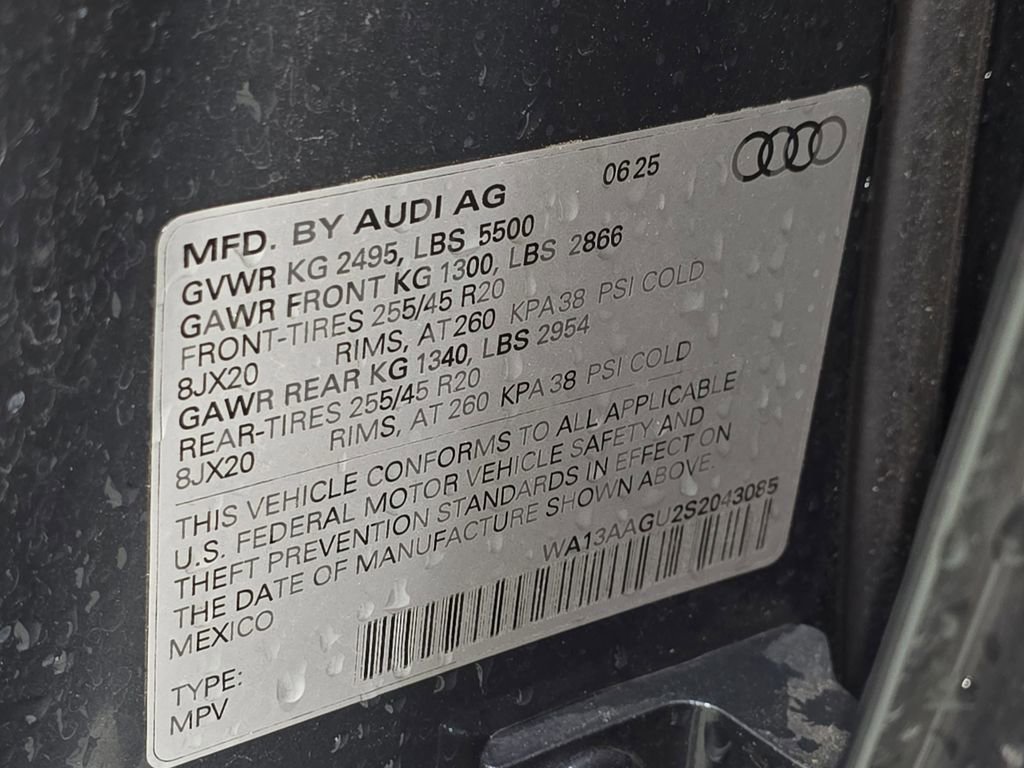 MFD. BY AUDI AG 06 25
GVWR KG 2495, LBS 5500
GAWR FRONT KG 1300, LBS 2866
FRONT-TIRES 255/45 R20
8JX20 RIMS, AT 260 KPA 38 PSI COLD
GAWR REAR KG 1340, LBS 2954
REAR-TIRES 255/45 R20
8JX20 RIMS, AT 260 KPA 38 PSI COLD
THIS VEHICLE CONFORMS TO ALL APPLICABLE
U.S. FEDERAL MOTOR VEHICLE SAFETY AND
THEFT PREVENTION STANDARDS IN EFFECT ON
THE DATE OF MANUFACTURE SHOWN ABOVE.
MEXICO WA13AAGU2S2043085
TYPE:
MPV